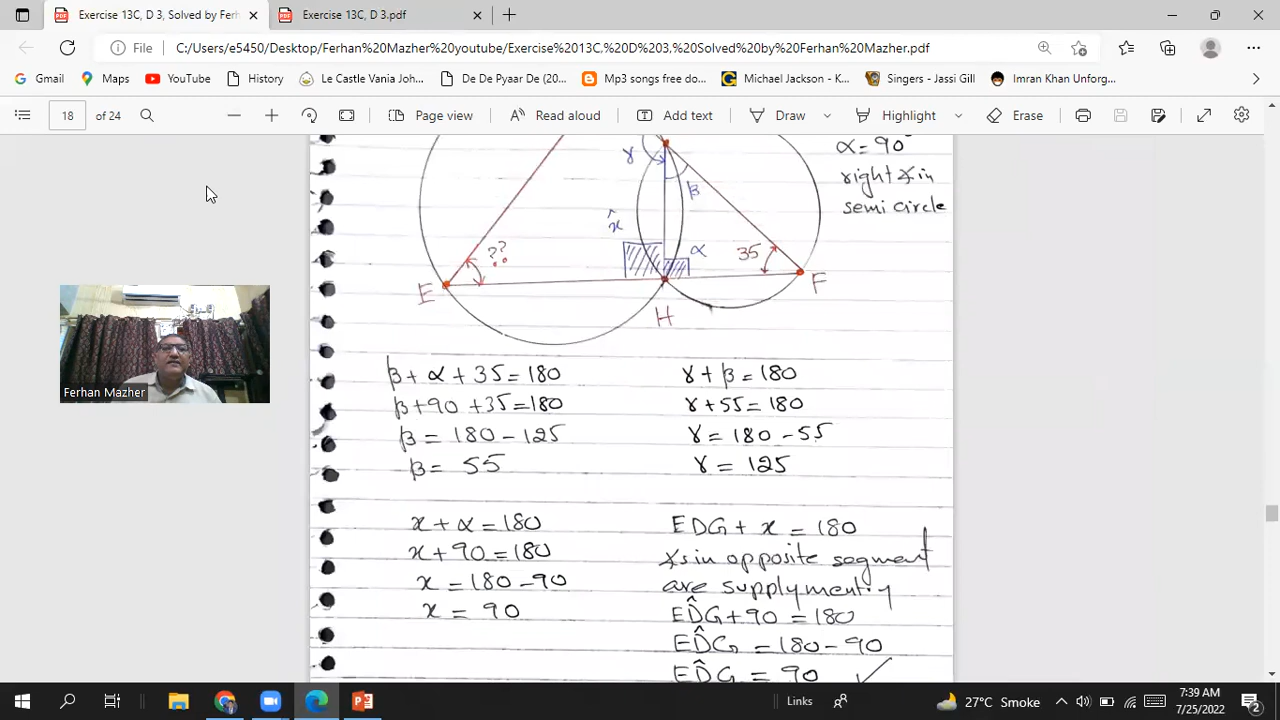 Exercise 13C, D 3, Solved by Ferh
Exercise 13C, D 3.pdf
File
C:/Users/e5450/Desktop/Ferhan%20Mazher%20youtube/Exercise%2013C,%20D%203,%20Solved%20by%20Ferhan%20Mazher.pdf
Gmail
Maps
YouTube
History
Le Castle Vania Joh...
De De Pyaar De (20...
Mp3 songs free do...
Michael Jackson - K...
Singers - Jassi Gill
Imran Khan Unforg...
18 of 24
Page view
Read aloud
Add text
Draw
Highlight
Erase
α = 90°
right ∡ in
semi circle
γ
β
x̂
α
??
35
E
H
F
Ferhan Mazher
β + α + 35 = 180
β + 90 + 35 = 180
β = 180 - 125
β = 55
γ + β = 180
γ + 55 = 180
γ = 180 - 55
γ = 125
x + α = 180
x + 90 = 180
x = 180 - 90
x = 90
EDG + x = 180
∡s in opposite segment
are supplymentry
ED̂G + 90 = 180
ED̂G = 180 - 90
ED̂G = 90 ✓
Links
27°C Smoke
7:39 AM
7/25/2022
2